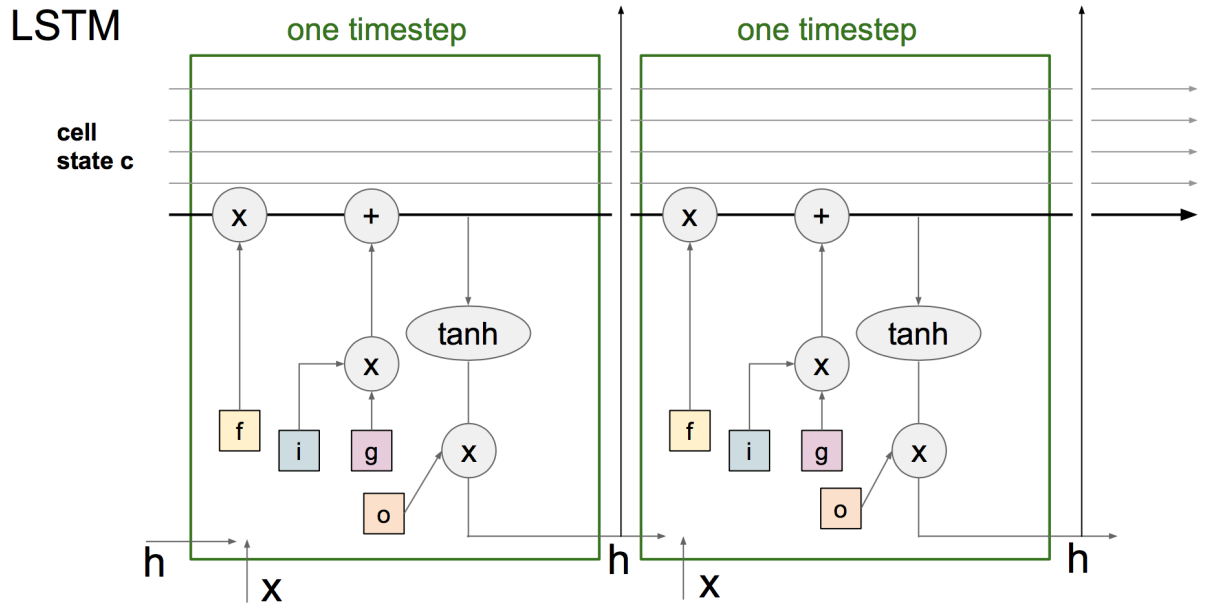 LSTM
one timestep
one timestep
cell
state c
x
+
x
+
tanh
tanh
x
x
f
i
g
x
f
i
g
x
o
o
h
x
h
x
h